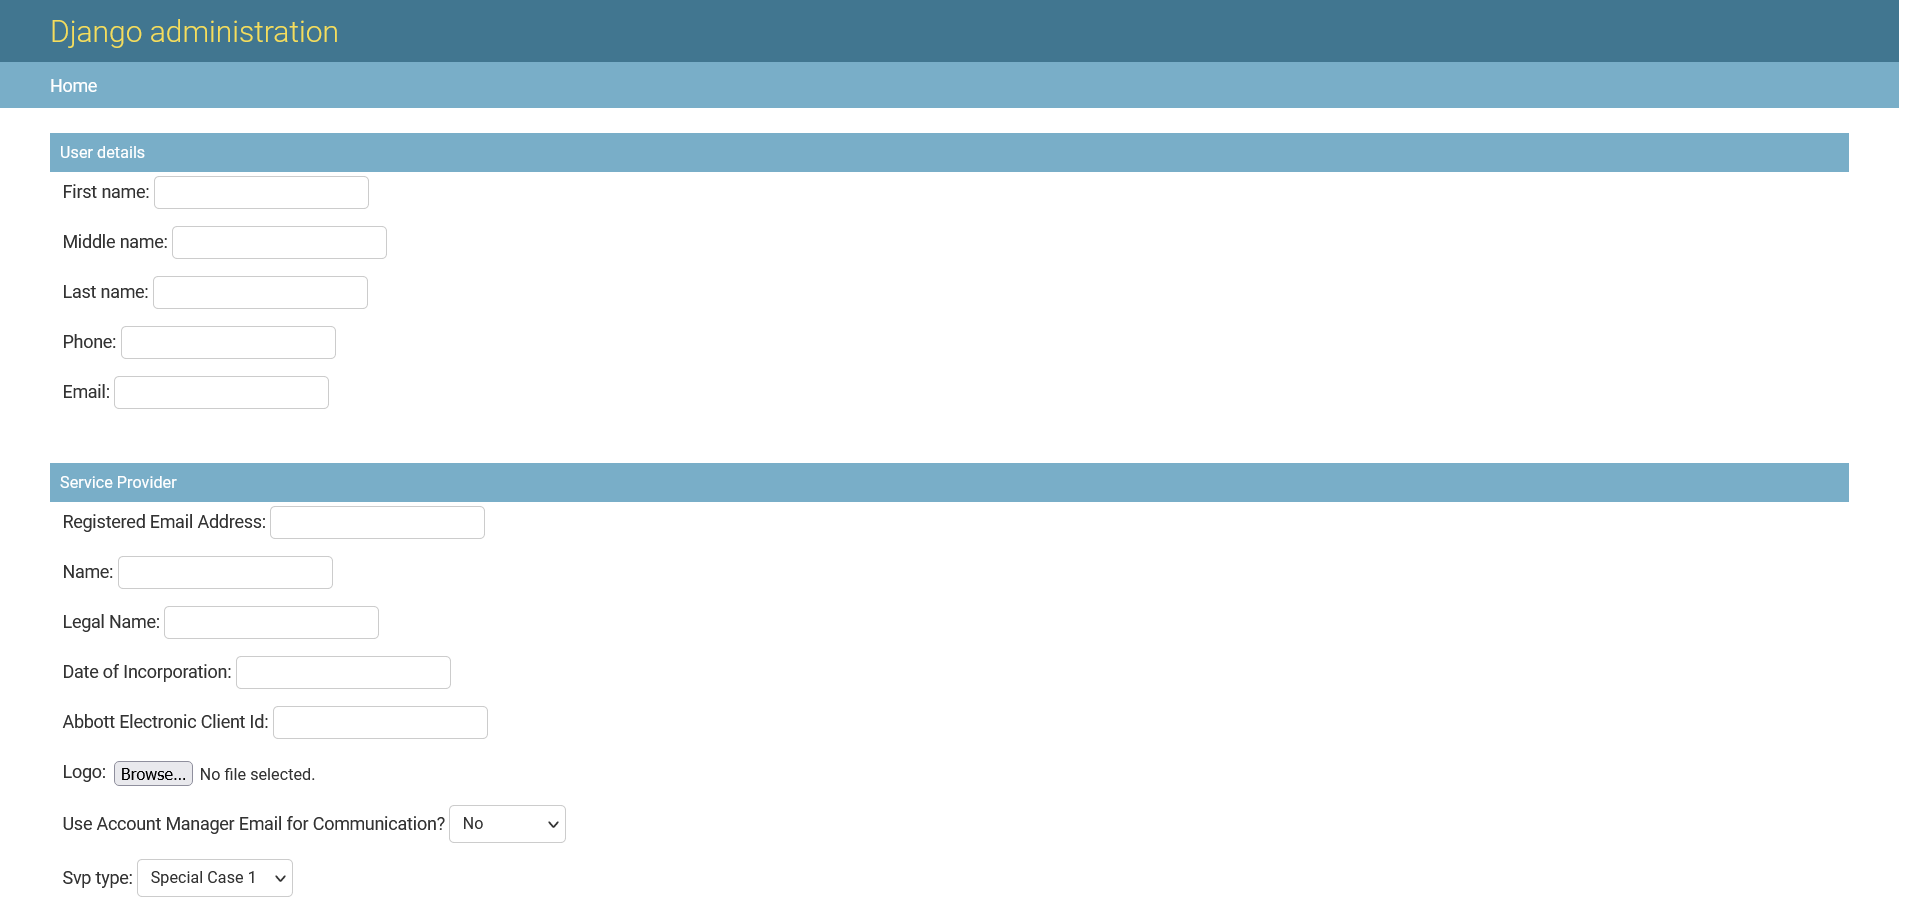 Django administration
Home
User details
First name:
Middle name:
Last name:
Phone:
Email:
Service Provider
Registered Email Address:
Name:
Legal Name:
Date of Incorporation:
Abbott Electronic Client Id:
Logo: Browse... No file selected.
Use Account Manager Email for Communication? No
Svp type: Special Case 1